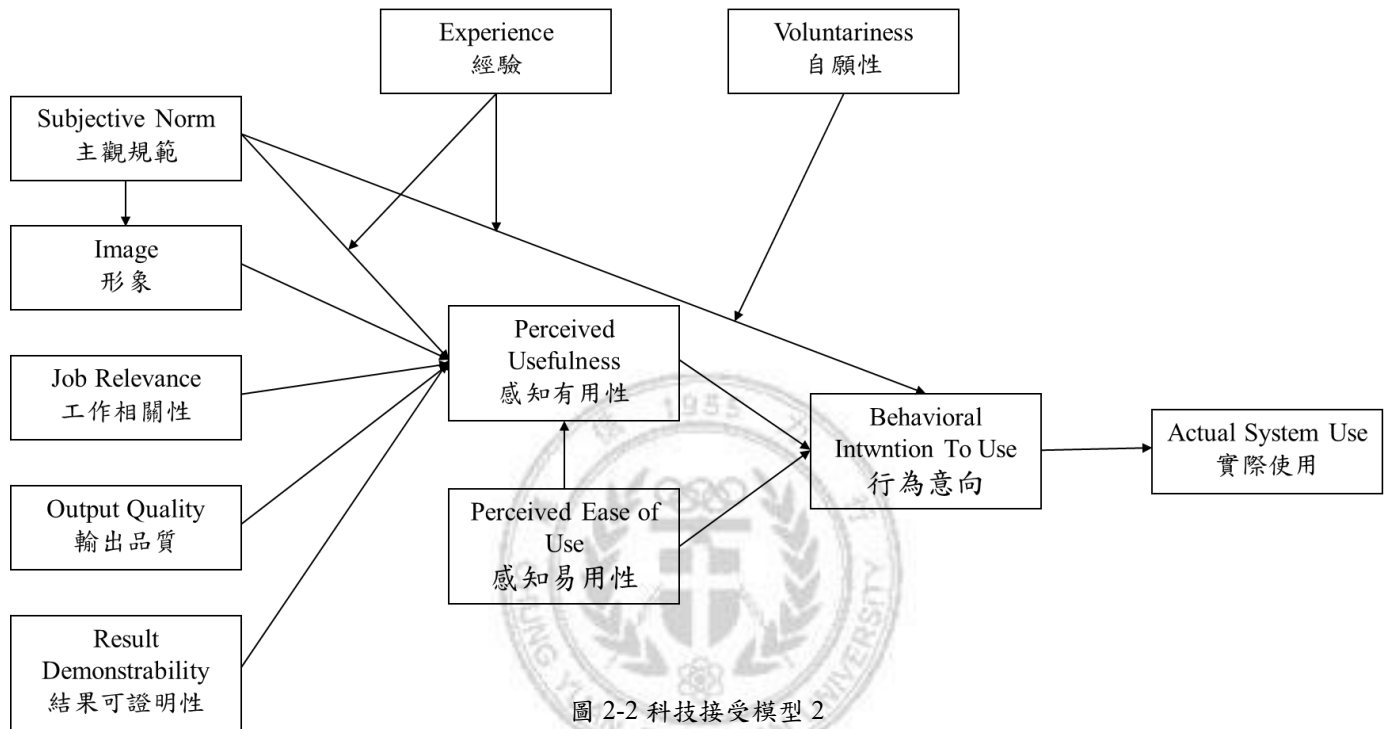 Experience
經驗
Voluntariness
自願性
Subjective Norm
主觀規範
Image
形象
Job Relevance
工作相關性
Output Quality
輸出品質
Result
Demonstrability
結果可證明性
Perceived
Usefulness
感知有用性
Perceived Ease of
Use
感知易用性
Behavioral
Intwntion To Use
行為意向
Actual System Use
實際使用
1955
UNIVERSITY
圖 2-2 科技接受模型 2